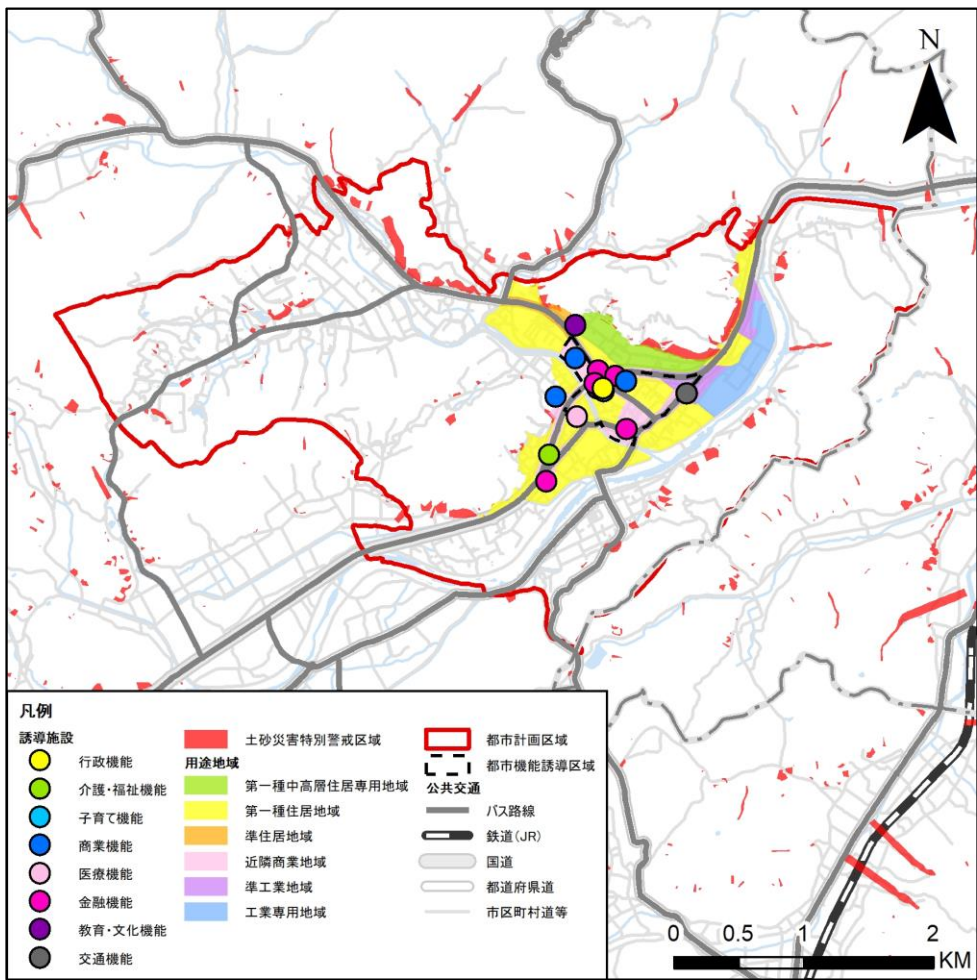 N
凡例
誘導施設
行政機能
介護・福祉機能
子育て機能
商業機能
医療機能
金融機能
教育・文化機能
交通機能
土砂災害特別警戒区域
用途地域
第一種中高層住居専用地域
第一種住居地域
準住居地域
近隣商業地域
準工業地域
工業専用地域
都市計画区域
都市機能誘導区域
公共交通
バス路線
鉄道(JR)
国道
都道府県道
市区町村道等
0 0.5 1 2
KM